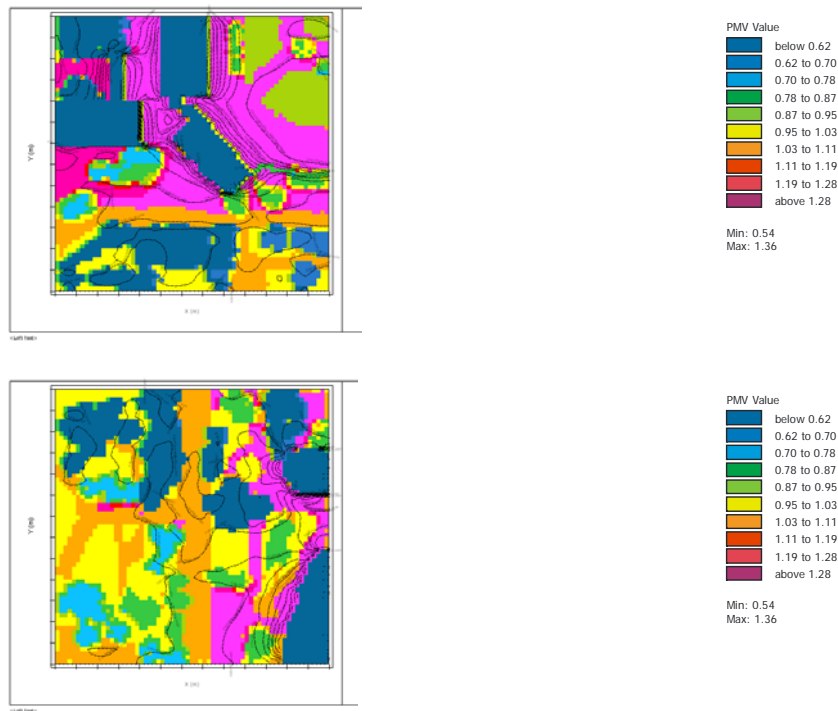 PMV Value
below 0.62
0.62 to 0.70
0.70 to 0.78
0.78 to 0.87
0.87 to 0.95
0.95 to 1.03
1.03 to 1.11
1.11 to 1.19
1.19 to 1.28
above 1.28
Min: 0.54
Max: 1.36
Y (m)
X (m)
<Left foot>
PMV Value
below 0.62
0.62 to 0.70
0.70 to 0.78
0.78 to 0.87
0.87 to 0.95
0.95 to 1.03
1.03 to 1.11
1.11 to 1.19
1.19 to 1.28
above 1.28
Min: 0.54
Max: 1.36
Y (m)
X (m)